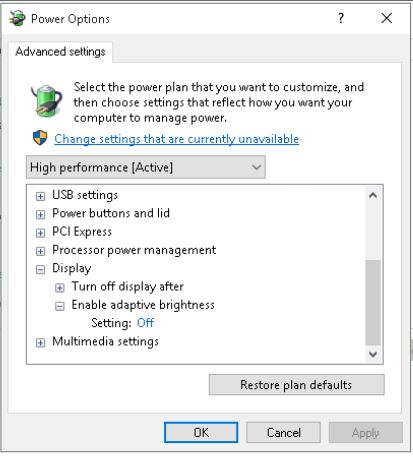 Power Options
?
Advanced settings
Select the power plan that you want to customize, and
then choose settings that reflect how you want your
computer to manage power.
Change settings that are currently unavailable
High performance [Active]
USB settings
Power buttons and lid
PCI Express
Processor power management
Display
Turn off display after
Enable adaptive brightness
Setting: Off
Multimedia settings
Restore plan defaults
OK
Cancel
Apply